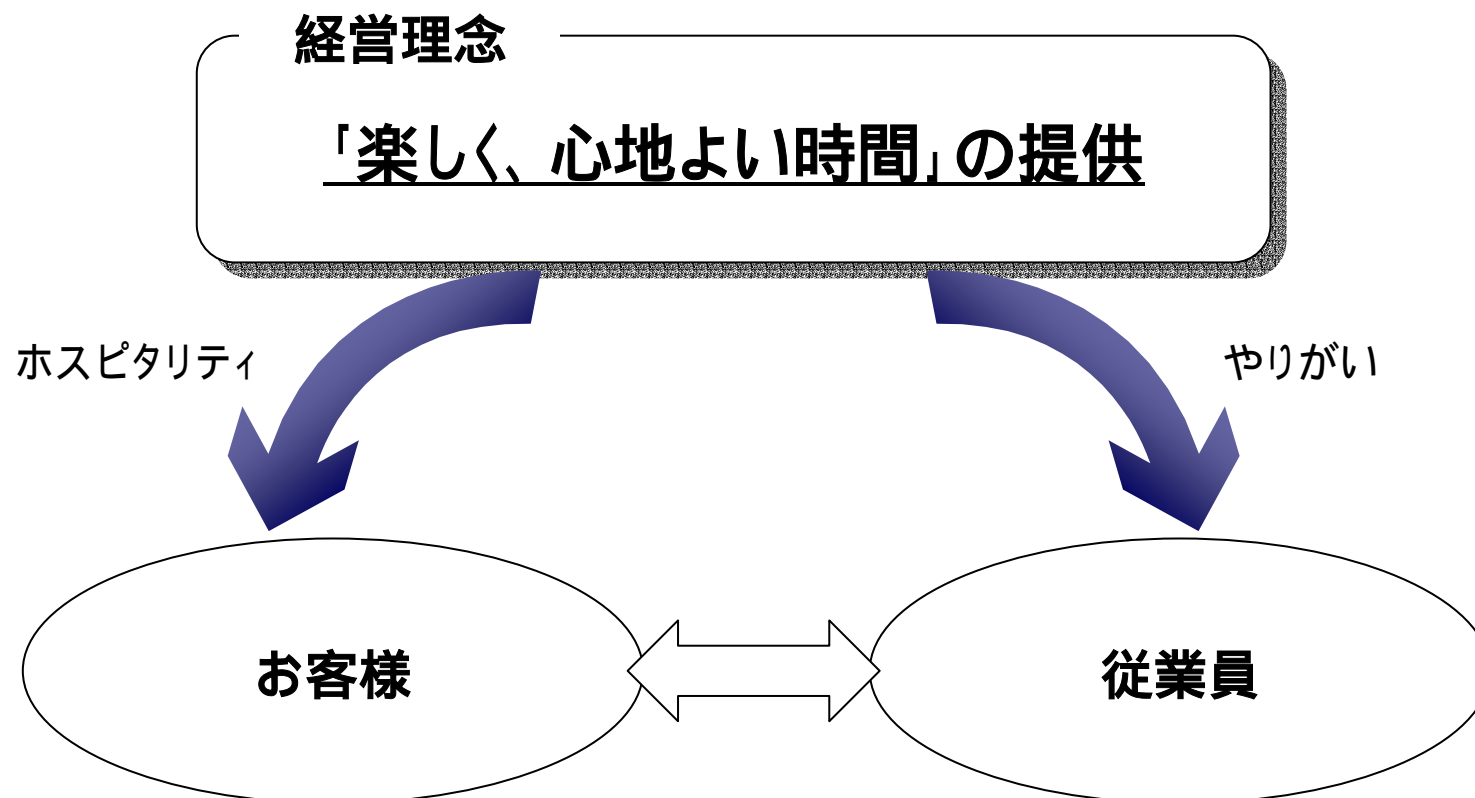 経営理念
「楽しく、心地よい時間」の提供
ホスピタリティ
やりがい
お客様
従業員